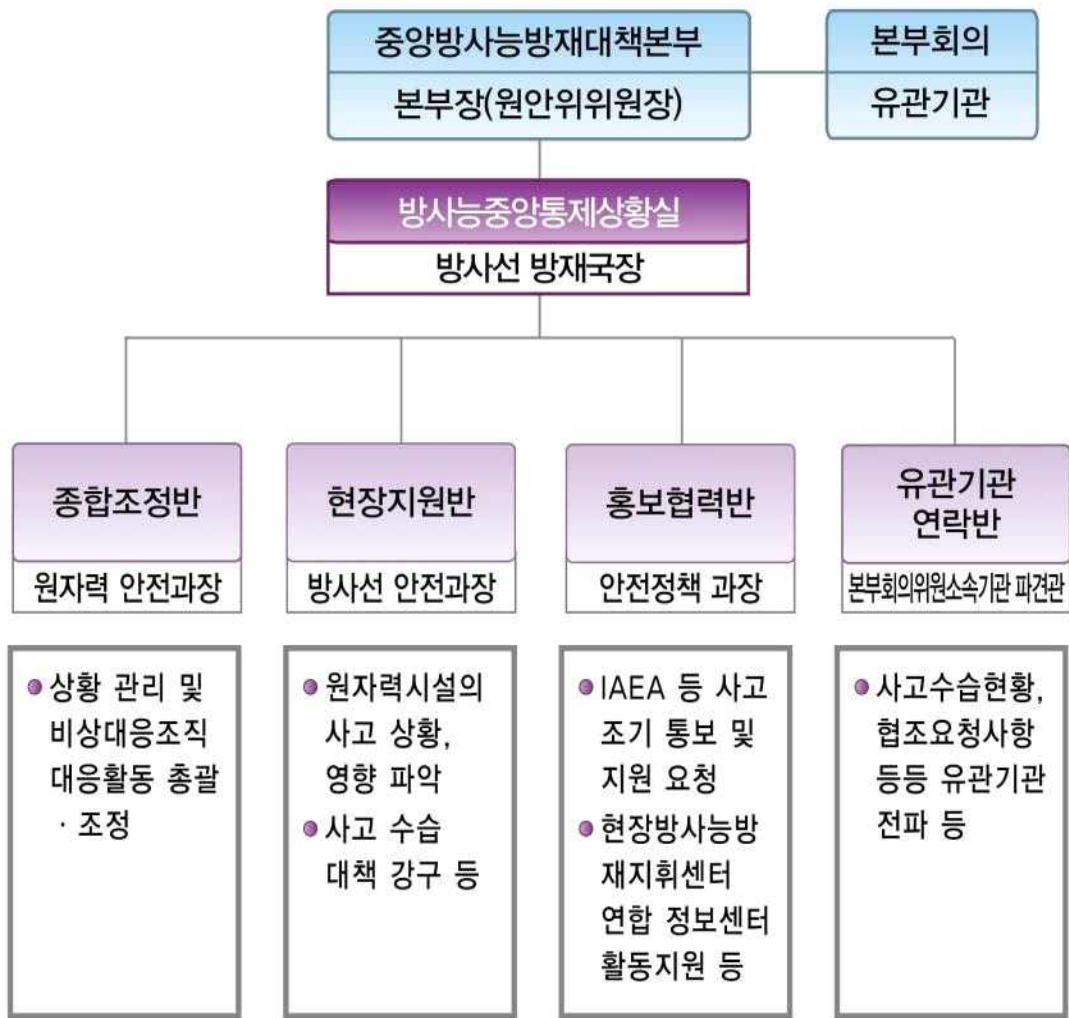 중앙방사능방재대책본부
본부장(원안위위원장)
본부회의
유관기관
방사능중앙통제상황실
방사선 방재국장
종합조정반
원자력 안전과장
현장지원반
방사선 안전과장
홍보협력반
안전정책 과장
유관기관
연락반
본부회의위원소속기관 파견관
상황 관리 및
비상대응조직
대응활동 총괄
· 조정
원자력시설의
사고 상황,
영향 파악
사고 수습
대책 강구 등
IAEA 등 사고
조기 통보 및
지원 요청
현장방사능방
재지휘센터
연합 정보센터
활동지원 등
사고수습현황,
협조요청사항
등등 유관기관
전파 등